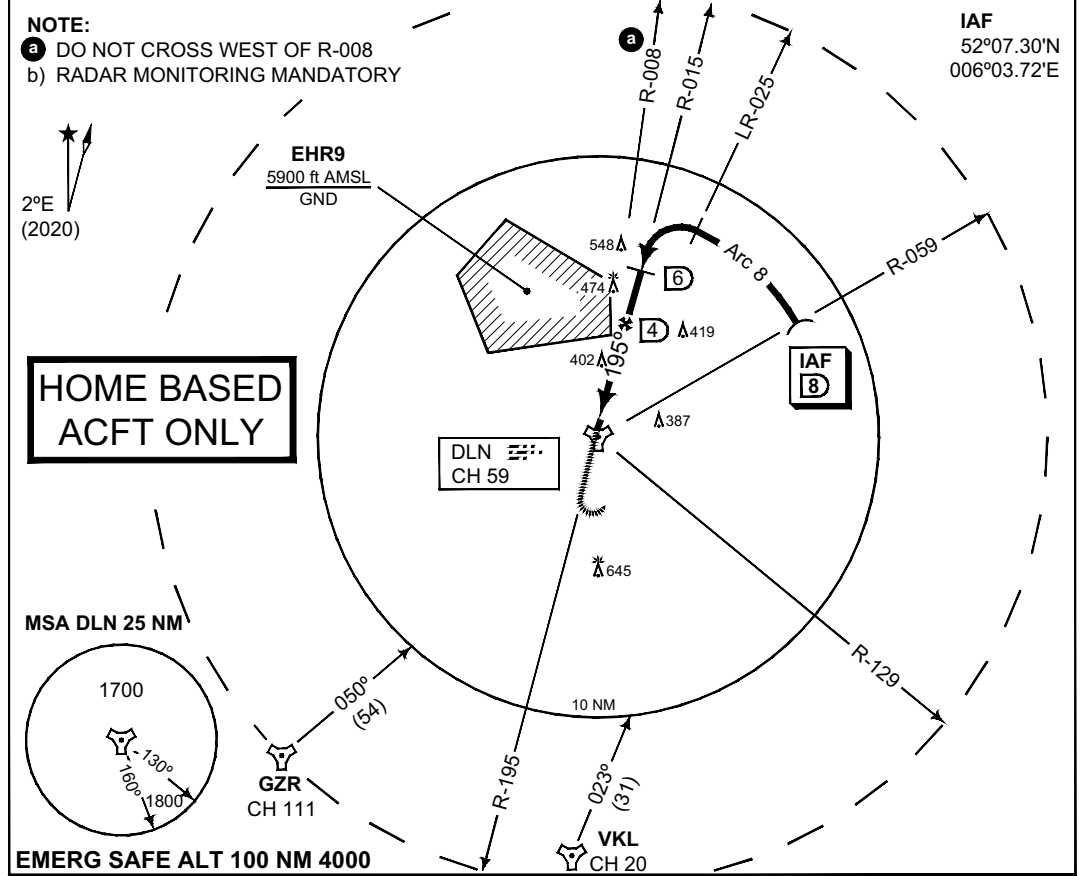 NOTE:
a DO NOT CROSS WEST OF R-008
b) RADAR MONITORING MANDATORY
IAF
52º07.30'N
006º03.72'E
a
R-008
R-015
LR-025
EHR9
5900 ft AMSL
GND
2ºE
(2020)
548
474
6
Arc 8
R-059
4
419
402
195º
IAF
8
387
HOME BASED
ACFT ONLY
DLN
CH 59
645
R-129
MSA DLN 25 NM
1700
130º
160º
1800
050º
(54)
GZR
CH 111
10 NM
R-195
023º
(31)
VKL
CH 20
EMERG SAFE ALT 100 NM 4000